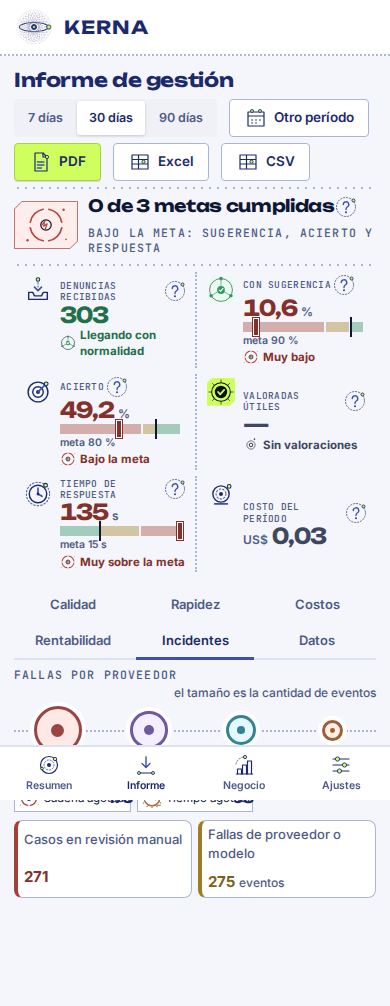 KERNA
Informe de gestión
7 días
30 días
90 días
Otro período
PDF
Excel
CSV
0 de 3 metas cumplidas
BAJO LA META: SUGERENCIA, ACIERTO Y
RESPUESTA
DENUNCIAS
RECIBIDAS
303
Llegando con
normalidad
CON SUGERENCIA
10,6 %
meta 90 %
Muy bajo
ACIERTO
49,2 %
meta 80 %
Bajo la meta
VALORADAS
ÚTILES
—
Sin valoraciones
TIEMPO DE
RESPUESTA
135 s
meta 15 s
Muy sobre la meta
COSTO DEL
PERÍODO
US$ 0,03
Calidad
Rapidez
Costos
Rentabilidad
Incidentes
Datos
FALLAS POR PROVEEDOR
el tamaño es la cantidad de eventos
Resumen
Informe
Negocio
Ajustes
Casos en revisión manual
271
Fallas de proveedor o
modelo
275 eventos